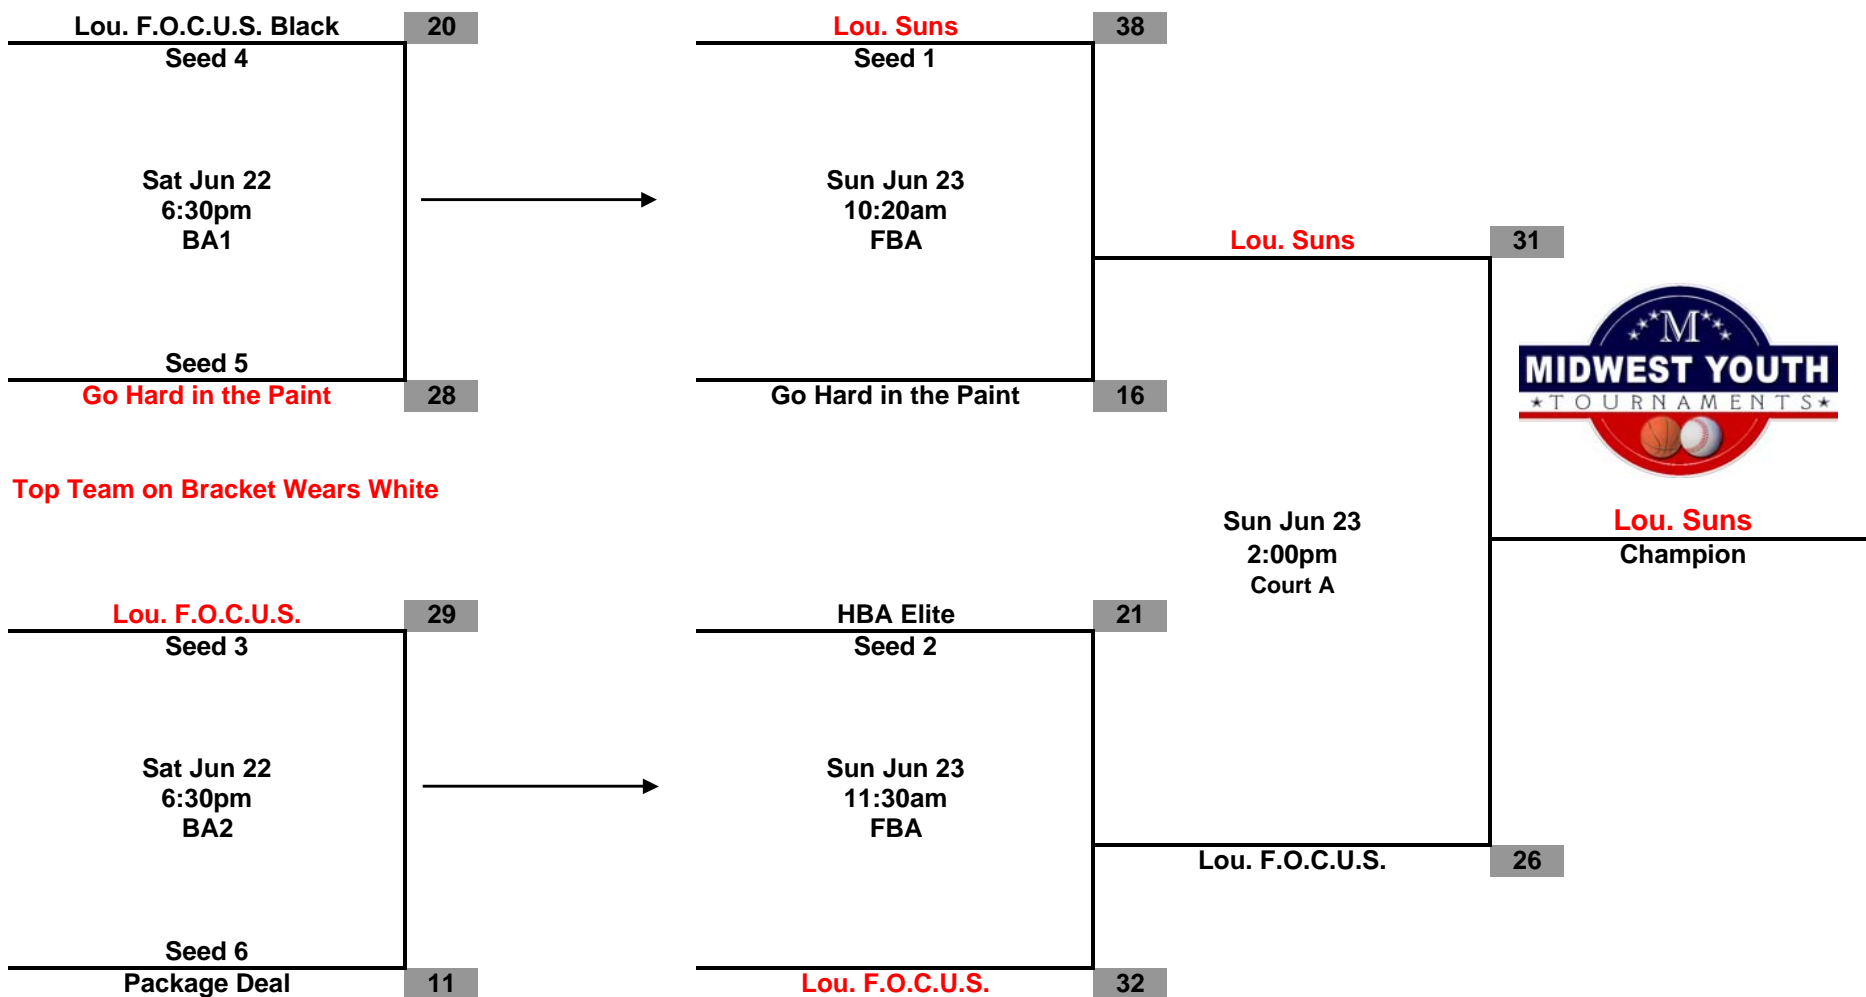 Lou. F.O.C.U.S. Black 20
Seed 4
Sat Jun 22
6:30pm
BA1
Seed 5
Go Hard in the Paint 28
Lou. Suns 38
Seed 1
Sun Jun 23
10:20am
FBA
Go Hard in the Paint 16
Lou. Suns 31
M
MIDWEST YOUTH
TOURNAMENTS
Top Team on Bracket Wears White
Sun Jun 23
2:00pm
Court A
Lou. Suns
Champion
Lou. F.O.C.U.S. 29
Seed 3
Sat Jun 22
6:30pm
BA2
Seed 6
Package Deal 11
HBA Elite 21
Seed 2
Sun Jun 23
11:30am
FBA
Lou. F.O.C.U.S. 32
Lou. F.O.C.U.S. 26